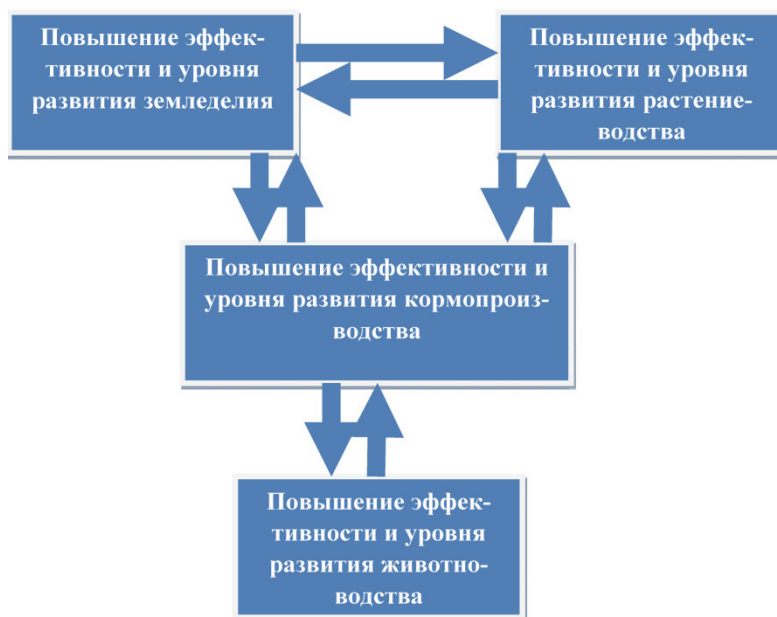 Повышение эффек-
тивности и уровня
развития земледелия
Повышение эффек-
тивности и уровня
развития растение-
водства
Повышение эффективности и
уровня развития кормопроиз-
водства
Повышение эффек-
тивности и уровня
развития животно-
водства